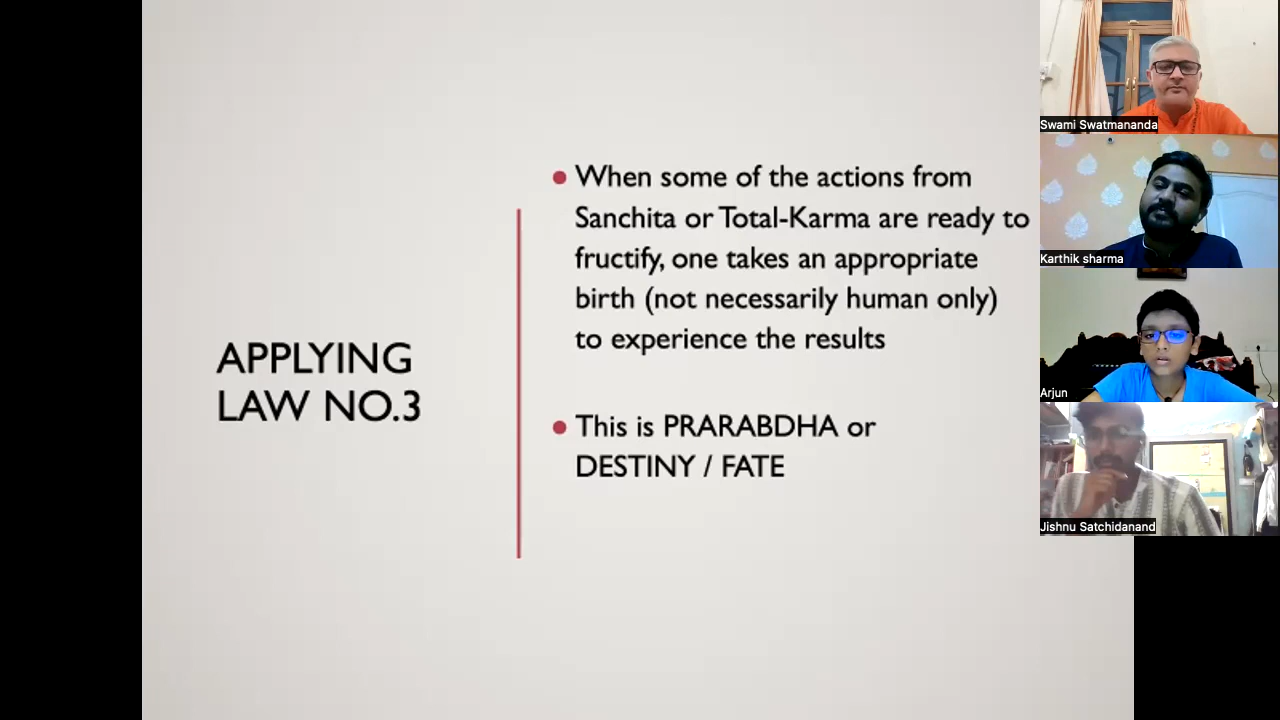 APPLYING
LAW NO.3
When some of the actions from
Sanchita or Total-Karma are ready to
fructify, one takes an appropriate
birth (not necessarily human only)
to experience the results
This is PRARABDHA or
DESTINY / FATE
Swami Swatmananda
Karthik sharma
Arjun
Jishnu Satchidanand